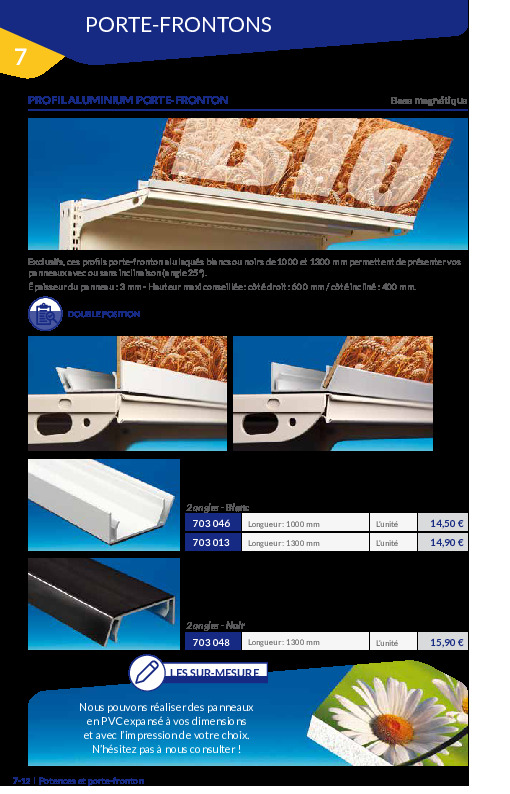 PORTE-FRONTONS
7
PROFIL ALUMINIUM PORTE-FRONTON
Base magnétique
BIO
Exclusifs, ces profils porte-fronton alu laqués blancs ou noirs de 1000 et 1300 mm permettent de présenter vos
panneaux avec ou sans inclinaison (angle 25°).
Épaisseur du panneau : 3 mm - Hauteur maxi conseillée : côté droit : 600 mm / côté incliné : 400 mm.
DOUBLE POSITION
2 angles - Blanc
703 046 Longueur : 1000 mm L'unité 14,50 €
703 013 Longueur : 1300 mm L'unité 14,90 €
2 angles - Noir
703 048 Longueur : 1300 mm L'unité 15,90 €
LES SUR-MESURE
Nous pouvons réaliser des panneaux
en PVC expansé à vos dimensions
et avec l'impression de votre choix.
N'hésitez pas à nous consulter !
7-12 | Potences et porte-fronton